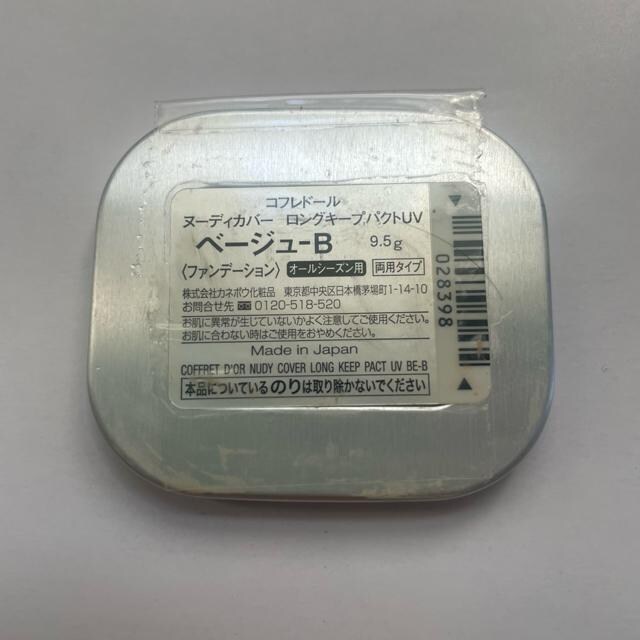 コフレドール
ヌーディカバー ロングキープパクトUV
ベージュ-B 9.5g
〈ファンデーション〉 オールシーズン用 両用タイプ
株式会社カネボウ化粧品 東京都中央区日本橋茅場町1-14-10
お問合せ先 0120-518-520
お肌に異常が生じていないかよく注意してご使用ください。
お肌に合わない時はご使用をおやめください。
Made in Japan
COFFRET D'OR NUDY COVER LONG KEEP PACT UV BE-B
本品についているのりは取り除かないでください
028398